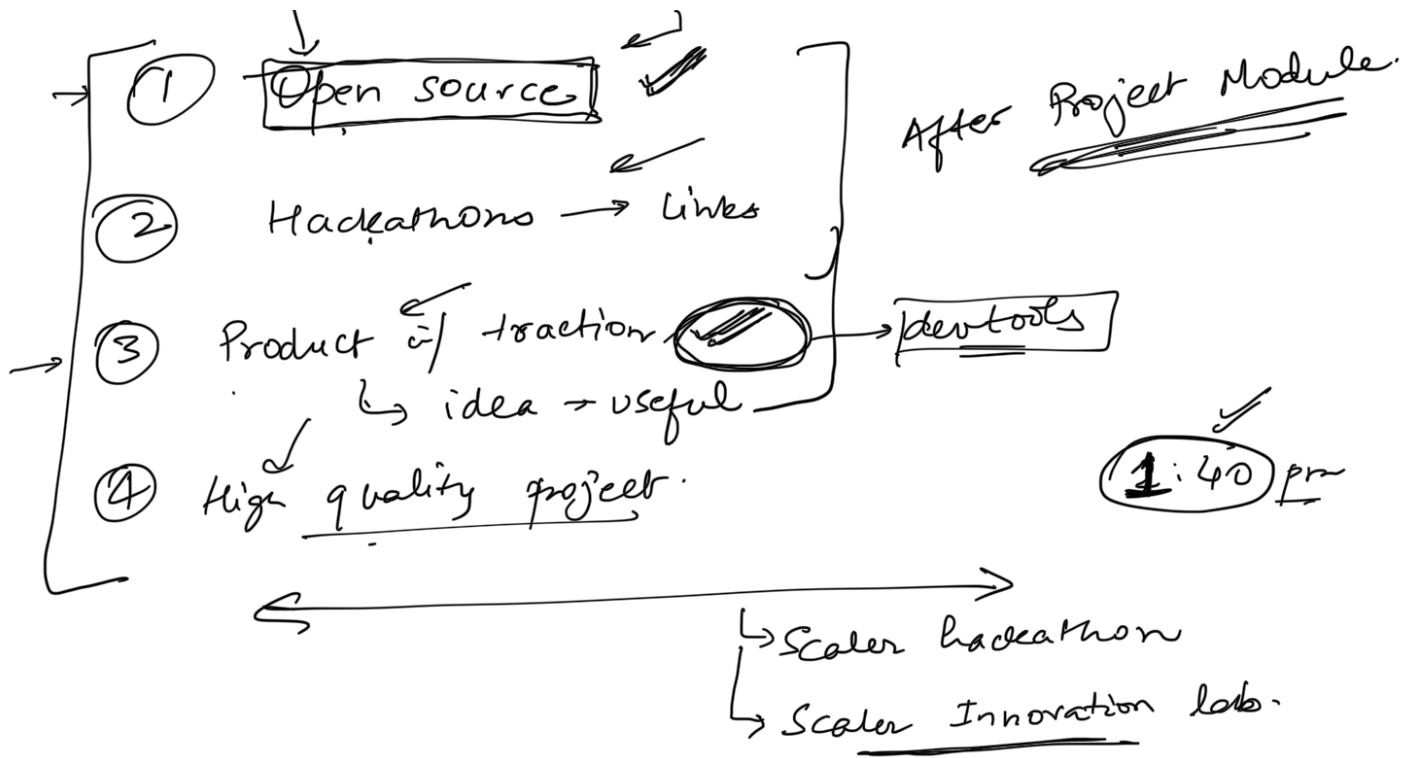 ① Open source
After Project Module.
② Hackathons → Links
③ Product w/ traction → devtools
↳ idea → useful
④ High quality project.
1:40 pm
↳ Scaler hackathon
↳ Scaler Innovation lab.